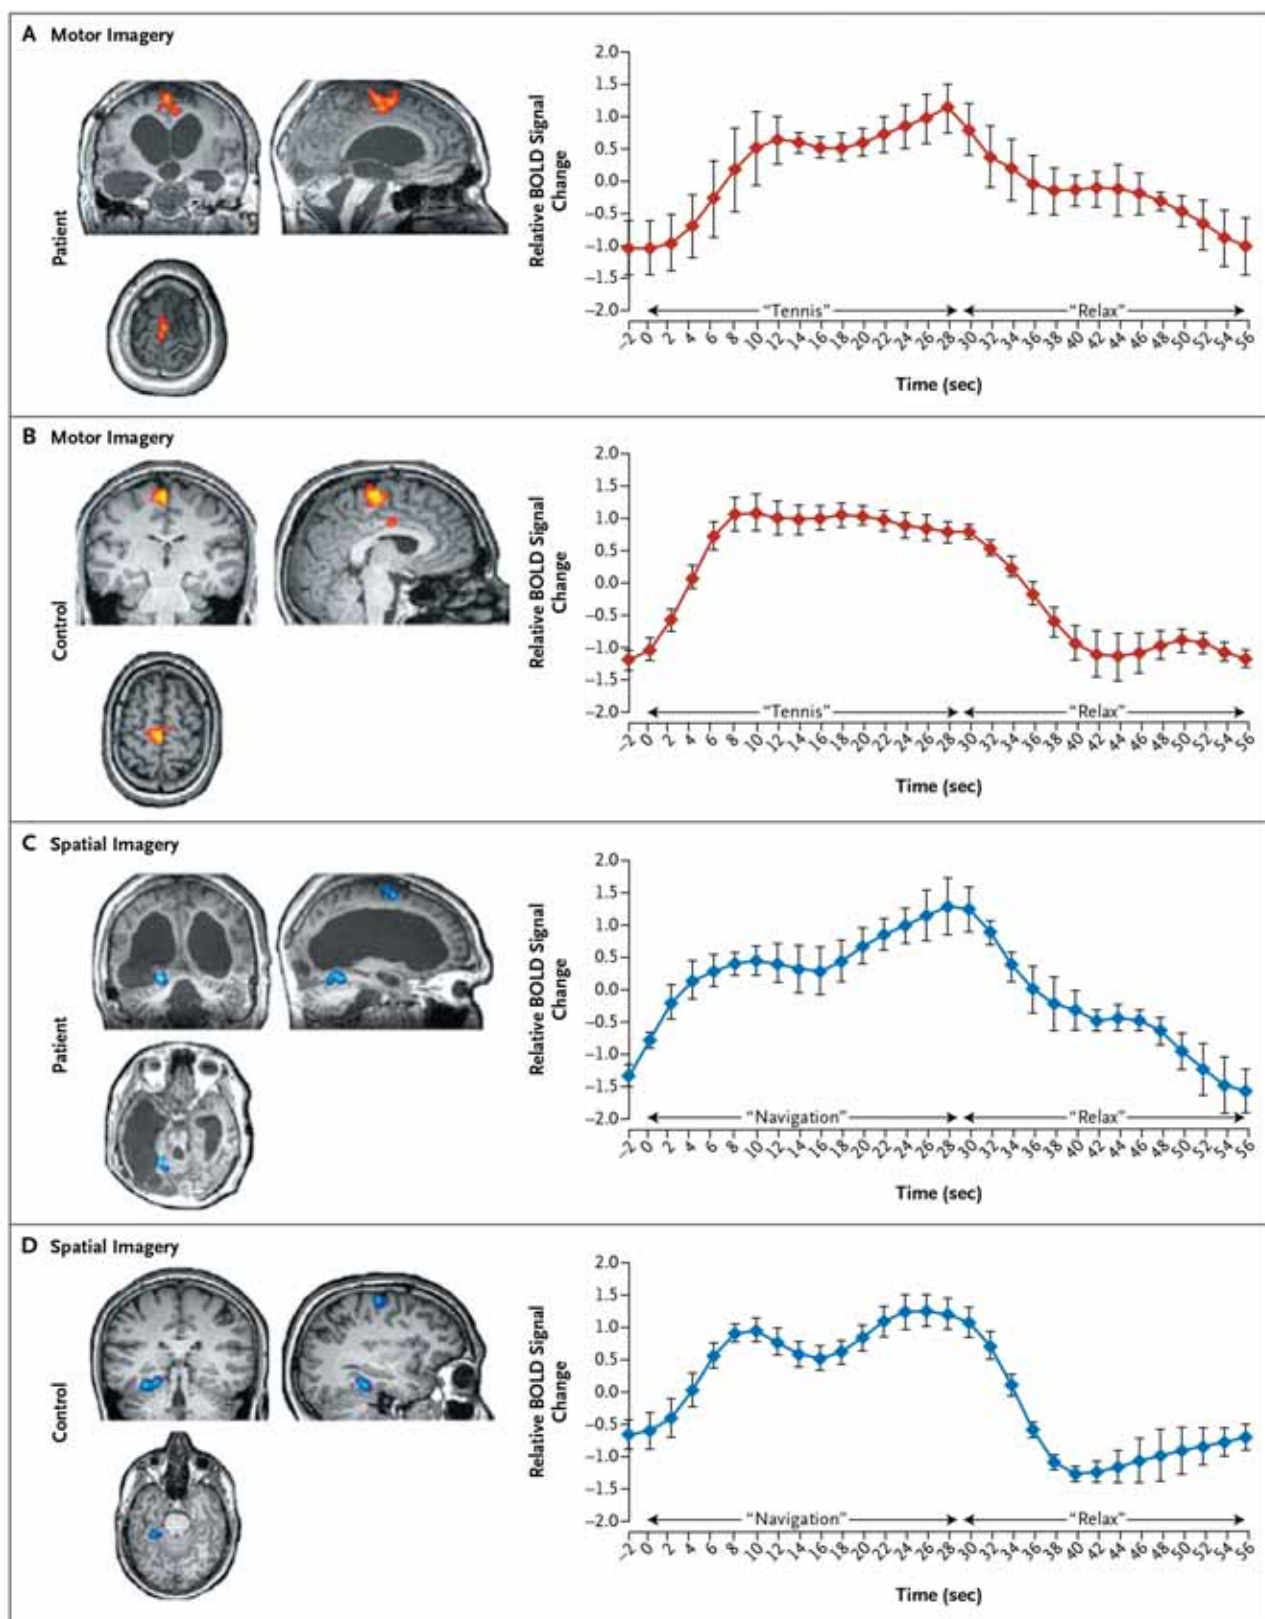 A Motor Imagery
Patient
Relative BOLD Signal
Change
2.0
1.5
1.0
0.5
0.0
−0.5
−1.0
−1.5
−2.0
“Tennis”
“Relax”
−2 0 2 4 6 8 10 12 14 16 18 20 22 24 26 28 30 32 34 36 38 40 42 44 46 48 50 52 54 56
Time (sec)
B Motor Imagery
Control
Relative BOLD Signal
Change
2.0
1.5
1.0
0.5
0.0
−0.5
−1.0
−1.5
−2.0
“Tennis”
“Relax”
−2 0 2 4 6 8 10 12 14 16 18 20 22 24 26 28 30 32 34 36 38 40 42 44 46 48 50 52 54 56
Time (sec)
C Spatial Imagery
Patient
Relative BOLD Signal
Change
2.0
1.5
1.0
0.5
0.0
−0.5
−1.0
−1.5
−2.0
“Navigation”
“Relax”
−2 0 2 4 6 8 10 12 14 16 18 20 22 24 26 28 30 32 34 36 38 40 42 44 46 48 50 52 54 56
Time (sec)
D Spatial Imagery
Control
Relative BOLD Signal
Change
2.0
1.5
1.0
0.5
0.0
−0.5
−1.0
−1.5
−2.0
“Navigation”
“Relax”
−2 0 2 4 6 8 10 12 14 16 18 20 22 24 26 28 30 32 34 36 38 40 42 44 46 48 50 52 54 56
Time (sec)